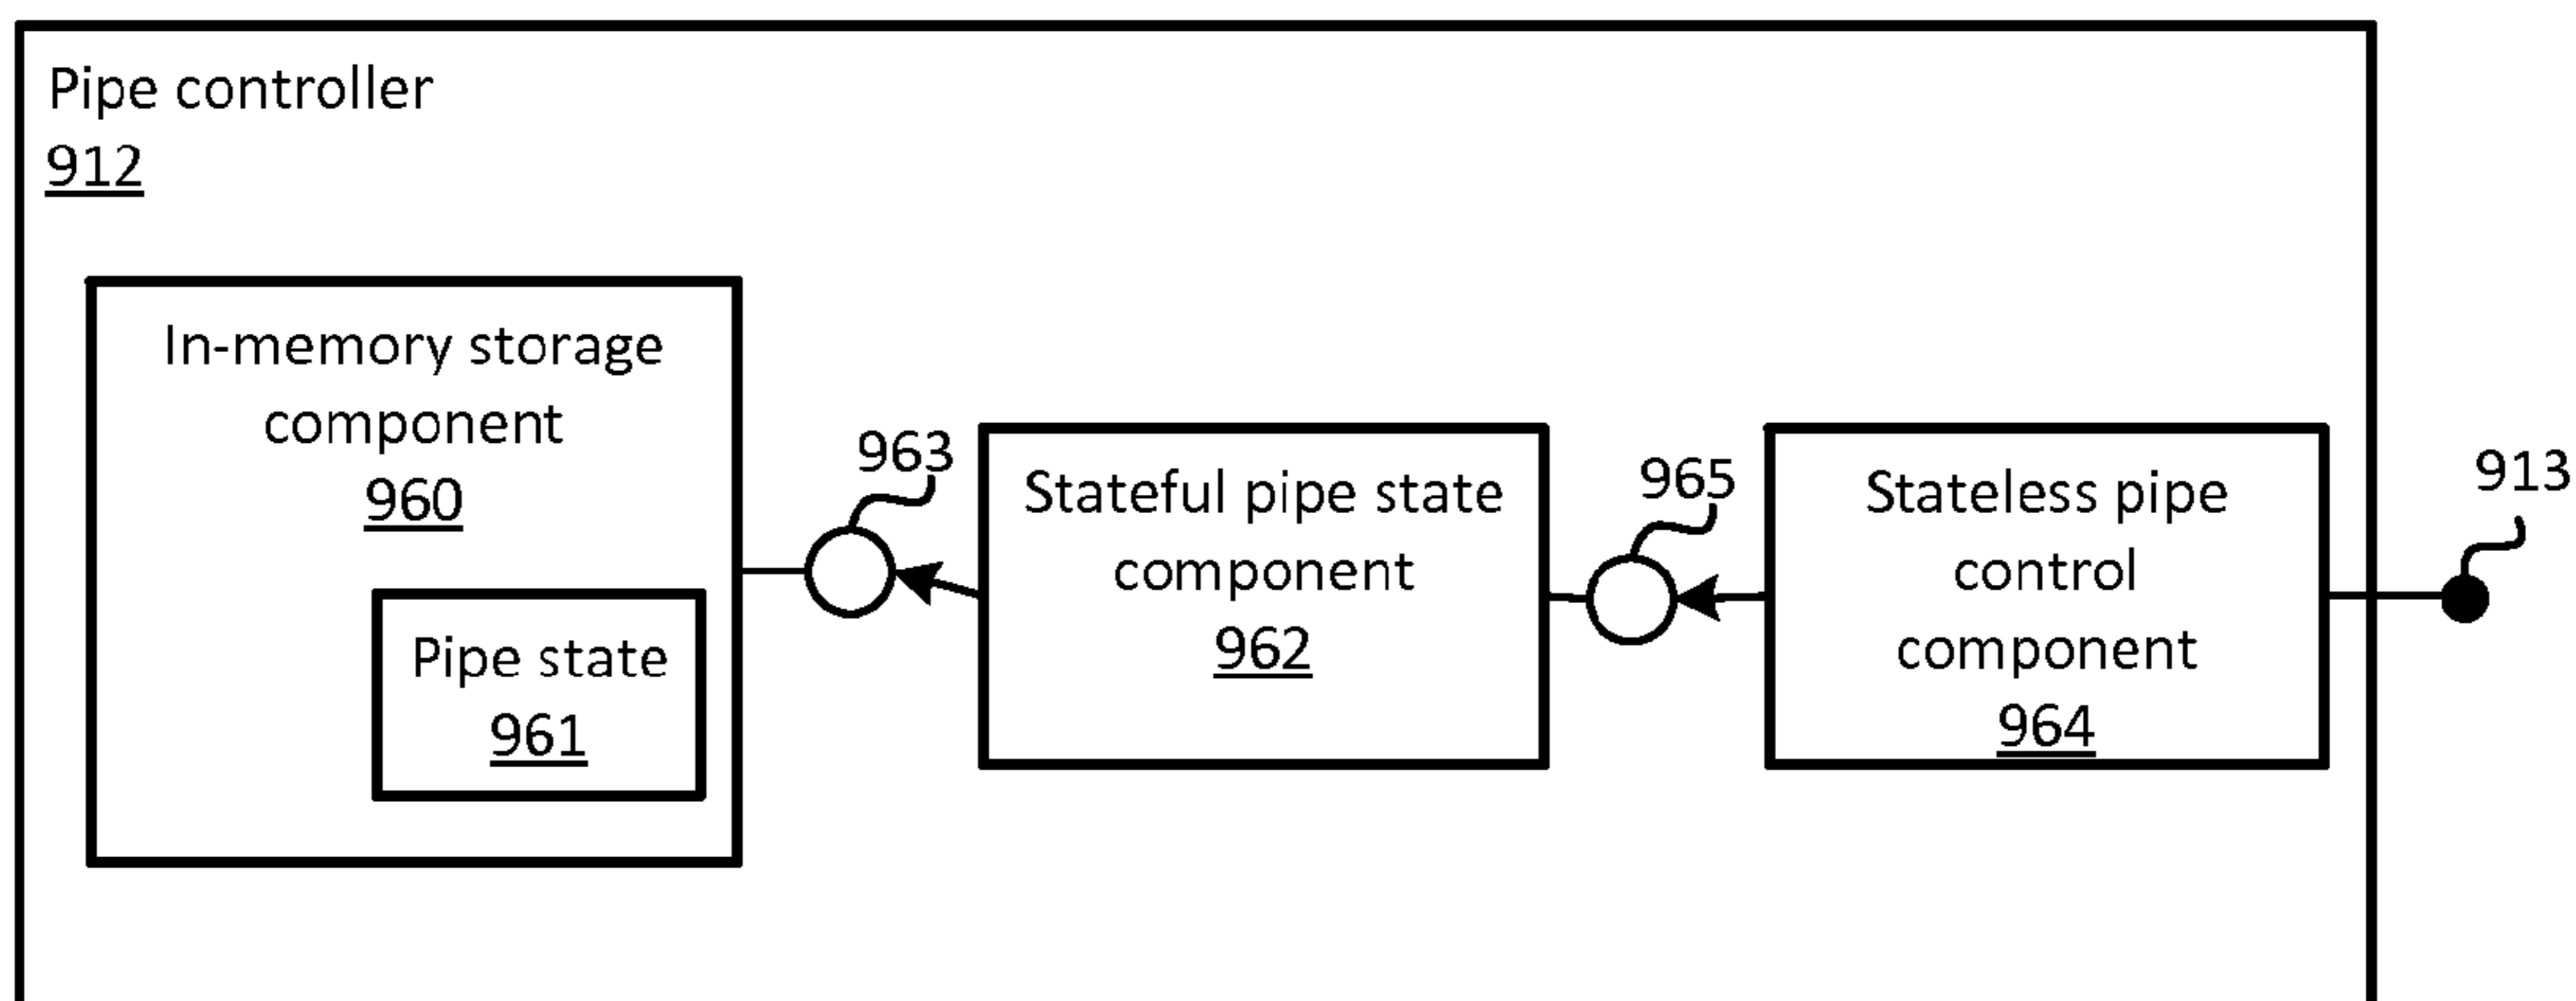 Pipe controller
912
In-memory storage
component
960
Pipe state
961
963
Stateful pipe state
component
962
965
Stateless pipe
control
component
964
913